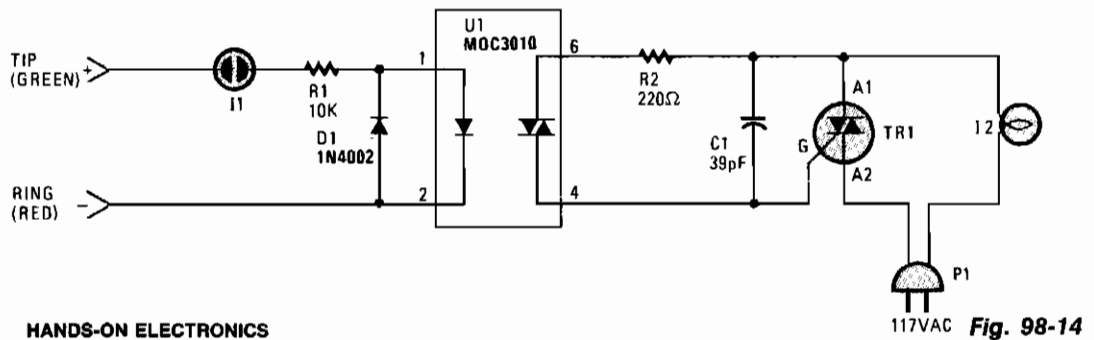 U1
MOC3010
TIP
(GREEN)
+
1
6
I1
R1
10K
R2
220Ω
A1
D1
1N4002
C1
39pF
G
TR1
I2
A2
RING
(RED)
−
2
4
P1
117VAC
HANDS-ON ELECTRONICS
Fig. 98-14